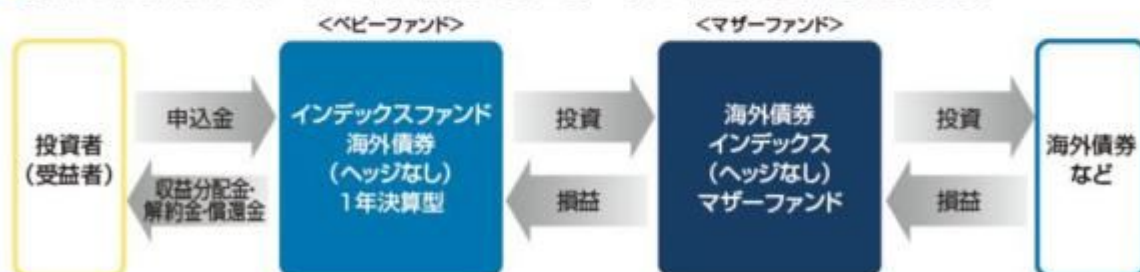 <ベビーファンド>
<マザーファンド>
投資者
(受益者)
申込金
収益分配金・
解約金・償還金
インデックスファンド
海外債券
(ヘッジなし)
1年決算型
投資
損益
海外債券
インデックス
(ヘッジなし)
マザーファンド
投資
損益
海外債券
など